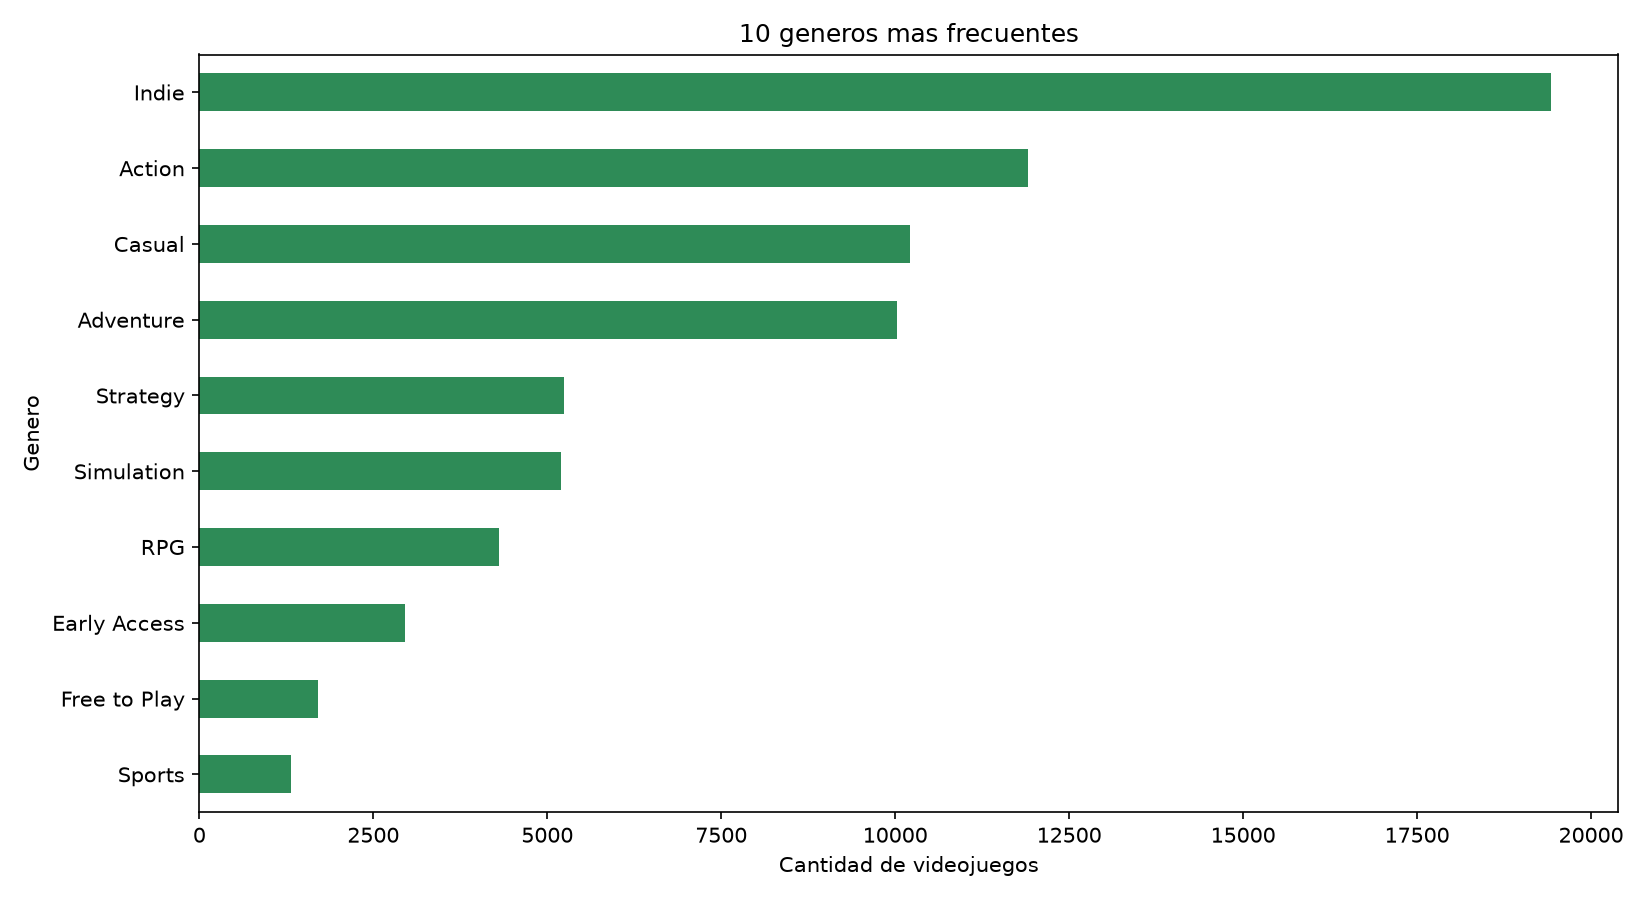 10 generos mas frecuentes
Genero
Indie
Action
Casual
Adventure
Strategy
Simulation
RPG
Early Access
Free to Play
Sports
0 2500 5000 7500 10000 12500 15000 17500 20000
Cantidad de videojuegos